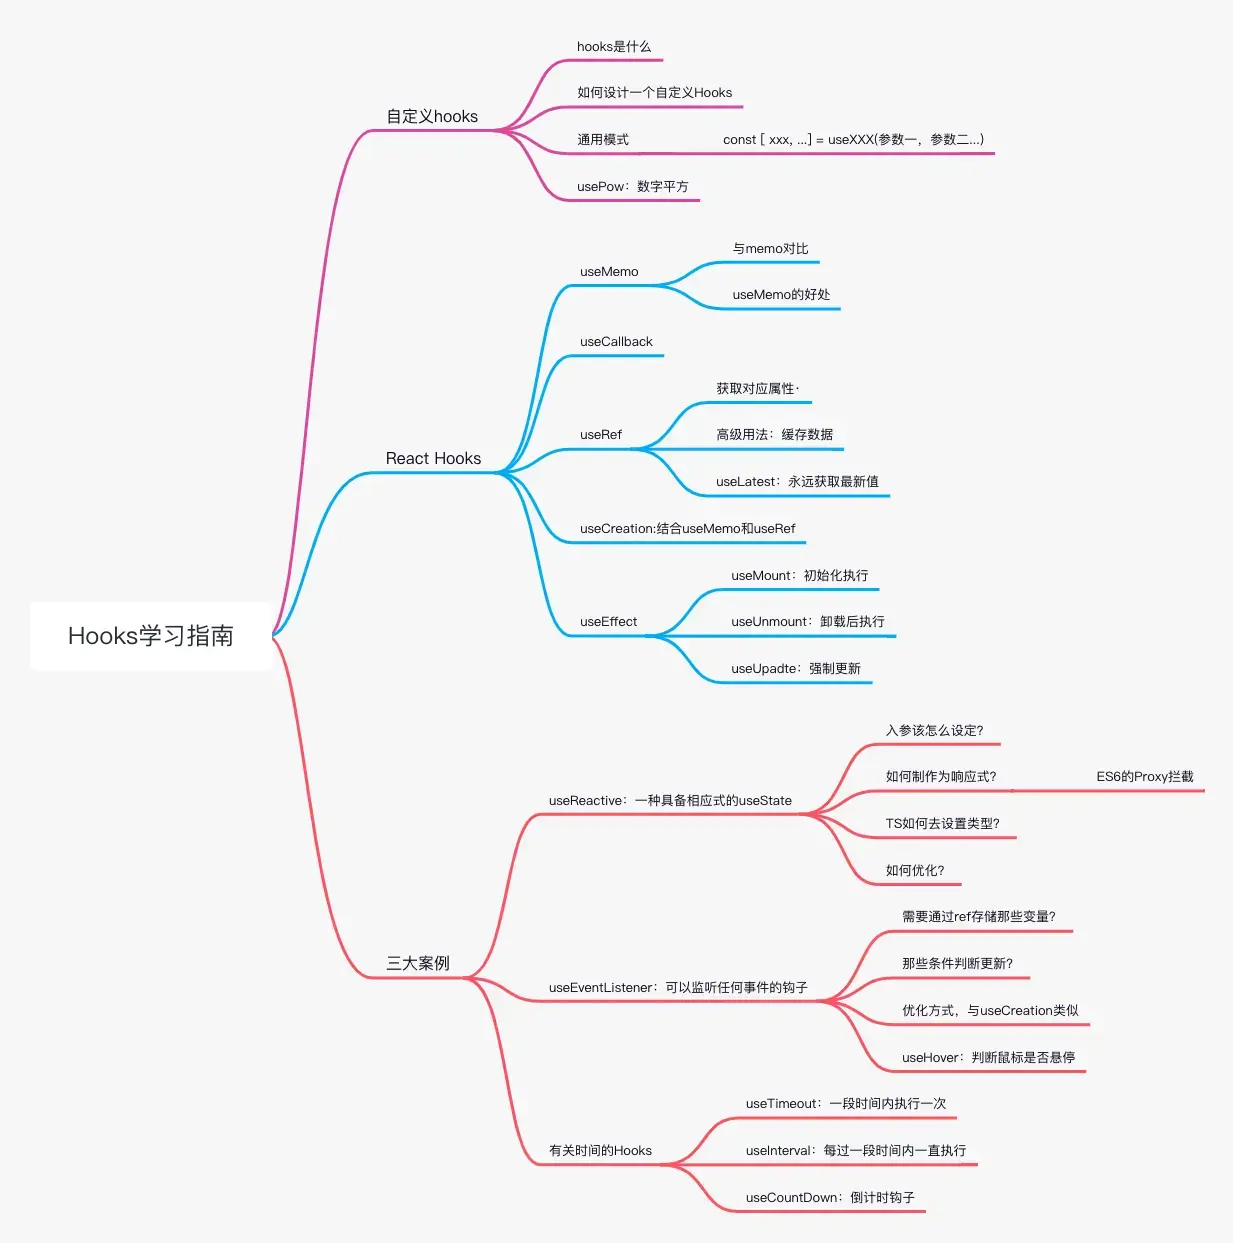 Hooks学习指南
自定义hooks
hooks是什么
如何设计一个自定义Hooks
通用模式
const [ xxx, ...] = useXXX(参数一，参数二...)
usePow：数字平方
React Hooks
useMemo
与memo对比
useMemo的好处
useCallback
useRef
获取对应属性·
高级用法：缓存数据
useLatest：永远获取最新值
useCreation:结合useMemo和useRef
useEffect
useMount：初始化执行
useUnmount：卸载后执行
useUpadte：强制更新
三大案例
useReactive：一种具备相应式的useState
入参该怎么设定?
如何制作为响应式?
ES6的Proxy拦截
TS如何去设置类型?
如何优化?
useEventListener：可以监听任何事件的钩子
需要通过ref存储那些变量?
那些条件判断更新?
优化方式，与useCreation类似
useHover：判断鼠标是否悬停
有关时间的Hooks
useTimeout：一段时间内执行一次
useInterval：每过一段时间内一直执行
useCountDown：倒计时钩子